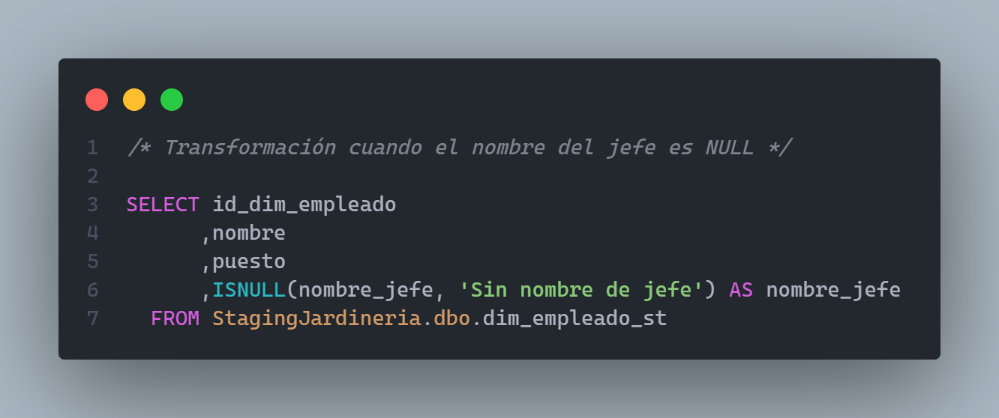 1 /* Transformación cuando el nombre del jefe es NULL */
2
3 SELECT id_dim_empleado
4 ,nombre
5 ,puesto
6 ,ISNULL(nombre_jefe, 'Sin nombre de jefe') AS nombre_jefe
7 FROM StagingJardineria.dbo.dim_empleado_st